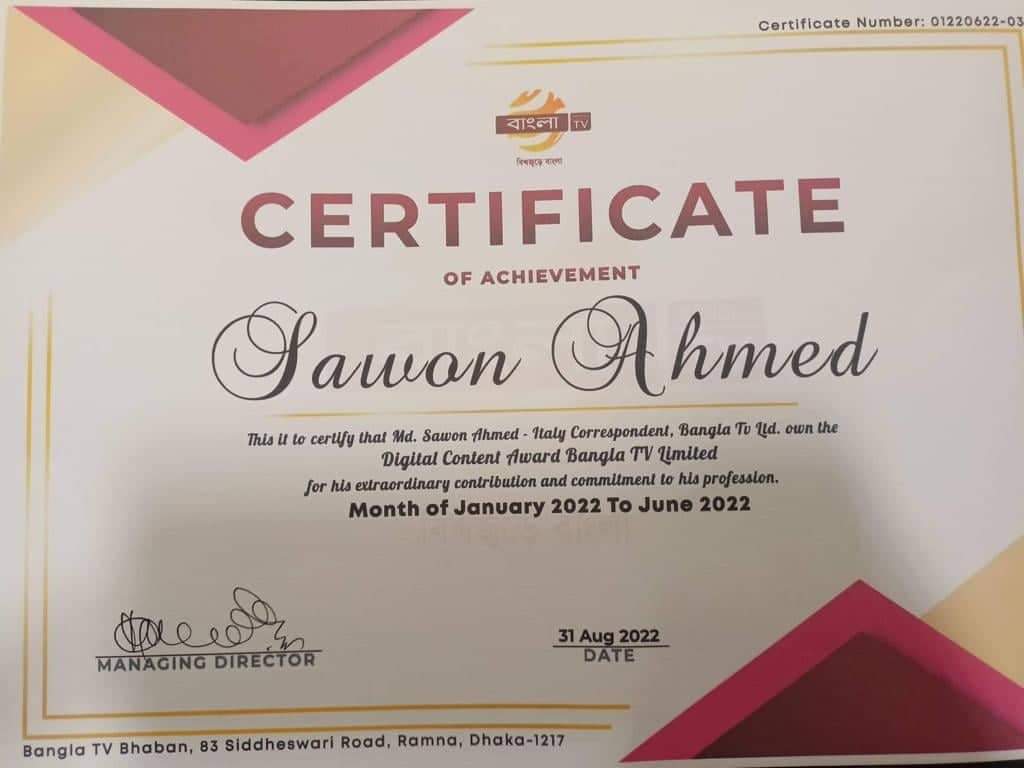 Certificate Number: 01220622-03
বাংলা TV
বিশ্বজুড়ে বাংলা
CERTIFICATE
OF ACHIEVEMENT
Sawon Ahmed
This it to certify that Md. Sawon Ahmed - Italy Correspondent, Bangla Tv Ltd. own the
Digital Content Award Bangla TV Limited
for his extraordinary contribution and commitment to his profession.
Month of January 2022 To June 2022
31 Aug 2022
MANAGING DIRECTOR
DATE
Bangla TV Bhaban, 83 Siddheswari Road, Ramna, Dhaka-1217